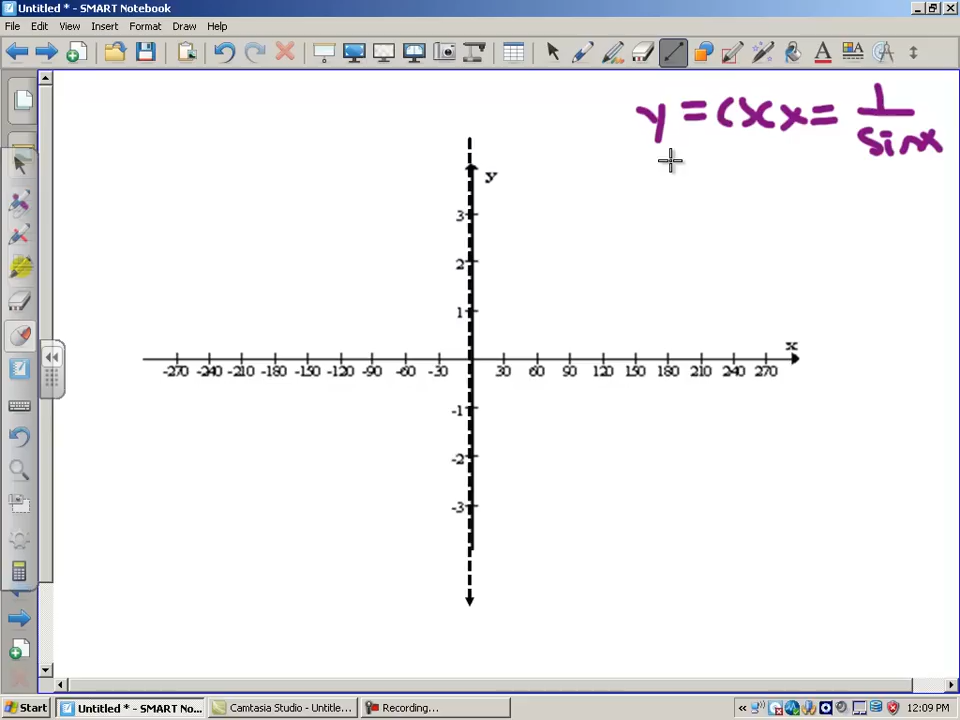 Untitled * - SMART Notebook
File Edit View Insert Format Draw Help
y = csc x = 1/sinx
y
3
2
1
x
-270 -240 -210 -180 -150 -120 -90 -60 -30 30 60 90 120 150 180 210 240 270
-1
-2
-3
Start Untitled * - SMART No... Camtasia Studio - Untitle... Recording... « 12:09 PM